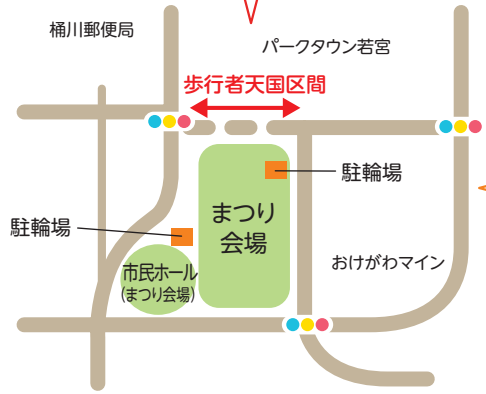 桶川郵便局
パークタウン若宮
歩行者天国区間
駐輪場
まつり
会場
駐輪場
おけがわマイン
市民ホール
(まつり会場)